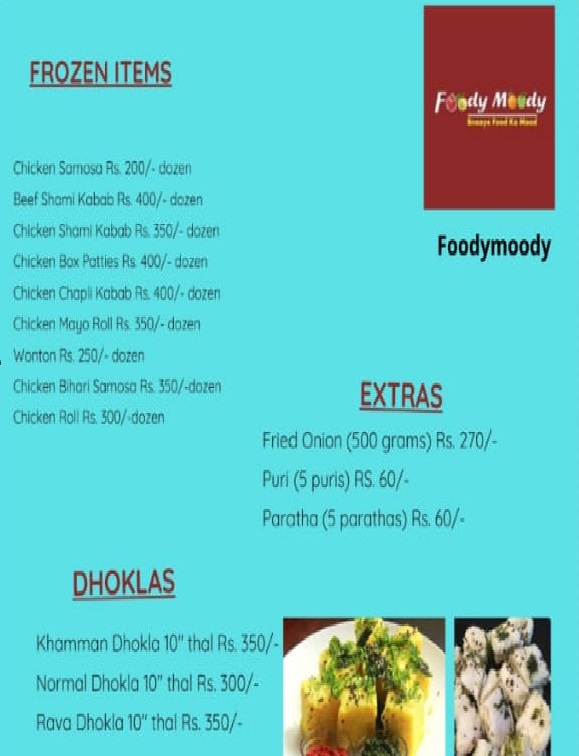 FROZEN ITEMS
Foody Moody
Banaye Food Ka Mood
Foodymoody
Chicken Samosa Rs. 200/- dozen
Beef Shami Kabab Rs. 400/- dozen
Chicken Shami Kabab Rs. 350/- dozen
Chicken Box Patties Rs. 400/- dozen
Chicken Chapli Kabab Rs. 400/- dozen
Chicken Mayo Roll Rs. 350/- dozen
Wonton Rs. 250/- dozen
Chicken Bihari Samosa Rs. 350/-dozen
Chicken Roll Rs. 300/-dozen
EXTRAS
Fried Onion (500 grams) Rs. 270/-
Puri (5 puris) RS. 60/-
Paratha (5 parathas) Rs. 60/-
DHOKLAS
Khamman Dhokla 10" thal Rs. 350/-
Normal Dhokla 10" thal Rs. 300/-
Rava Dhokla 10" thal Rs. 350/-